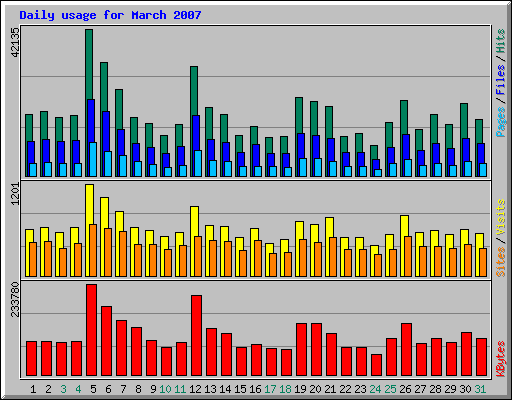 Daily usage for March 2007
42135
Pages / Files / Hits
1201
Sites / Visits
233780
KBytes
1 2 3 4 5 6 7 8 9 10 11 12 13 14 15 16 17 18 19 20 21 22 23 24 25 26 27 28 29 30 31